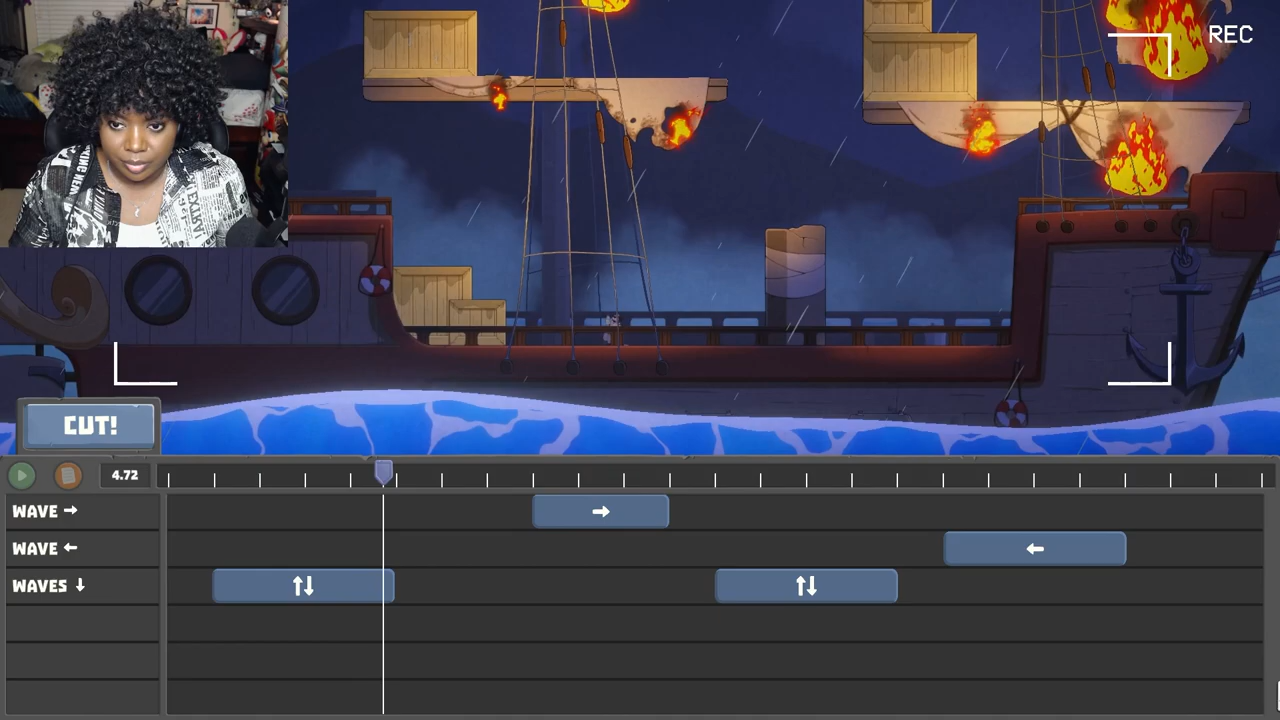 REC
CUT!
4.72
WAVE →
WAVE ←
WAVES ↓